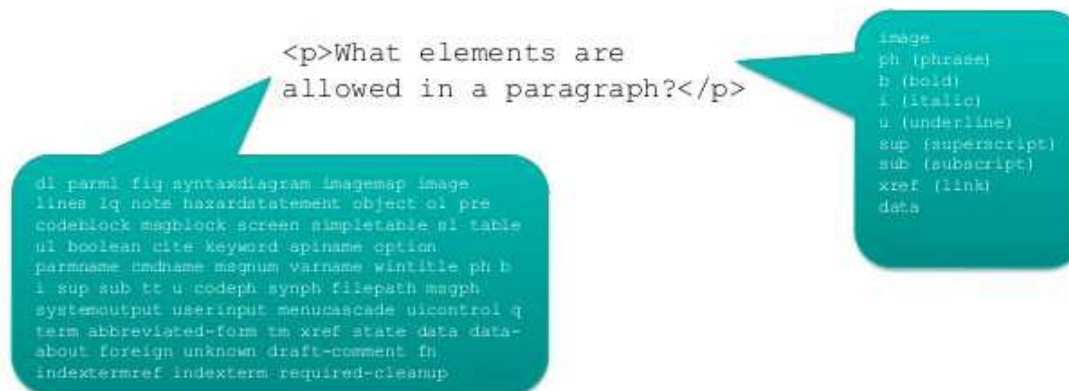 <p>What elements are
allowed in a paragraph?</p>
image
ph (phrase)
b (bold)
i (italic)
u (underline)
sup (superscript)
sub (subscript)
xref (link)
data
dl parml fig syntaxdiagram imagemap image
lines lq note hazardstatement object ol pre
codeblock msgblock screen simpletable sl table
ul boolean cite keyword apiname option
parmname cmdname msgnum varname wintitle ph b
i sup sub tt u codeph synph filepath msgph
systemoutput userinput menucascade uicontrol q
term abbreviated-form tm xref state data data-
about foreign unknown draft-comment fn
indextermref indexterm required-cleanup